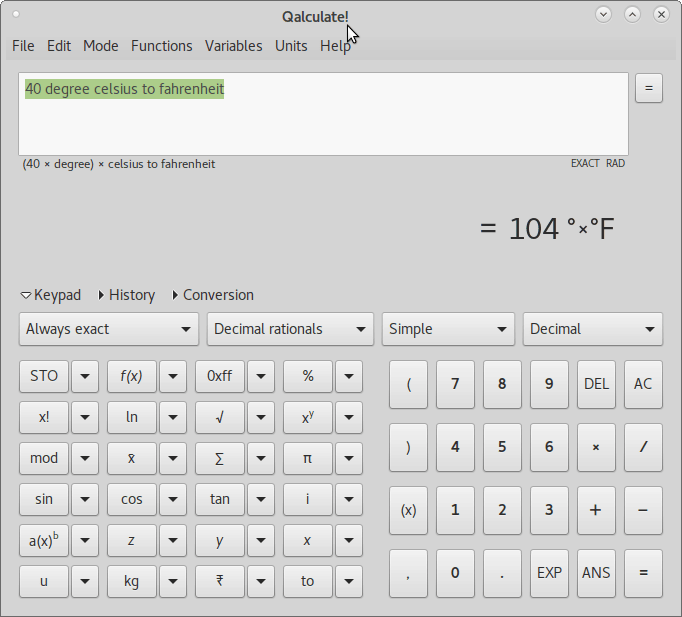 Qalculate!
File Edit Mode Functions Variables Units Help
40 degree celsius to fahrenheit
=
(40 × degree) × celsius to fahrenheit EXACT RAD
= 104 °×°F
Keypad History Conversion
Always exact Decimal rationals Simple Decimal
STO f(x) 0xff % ( 7 8 9 DEL AC
x! ln √ xʸ ) 4 5 6 × /
mod x̄ ∑ π
sin cos tan i (x) 1 2 3 + −
a(x)ᵇ z y x
u kg ₹ to , 0 . EXP ANS =